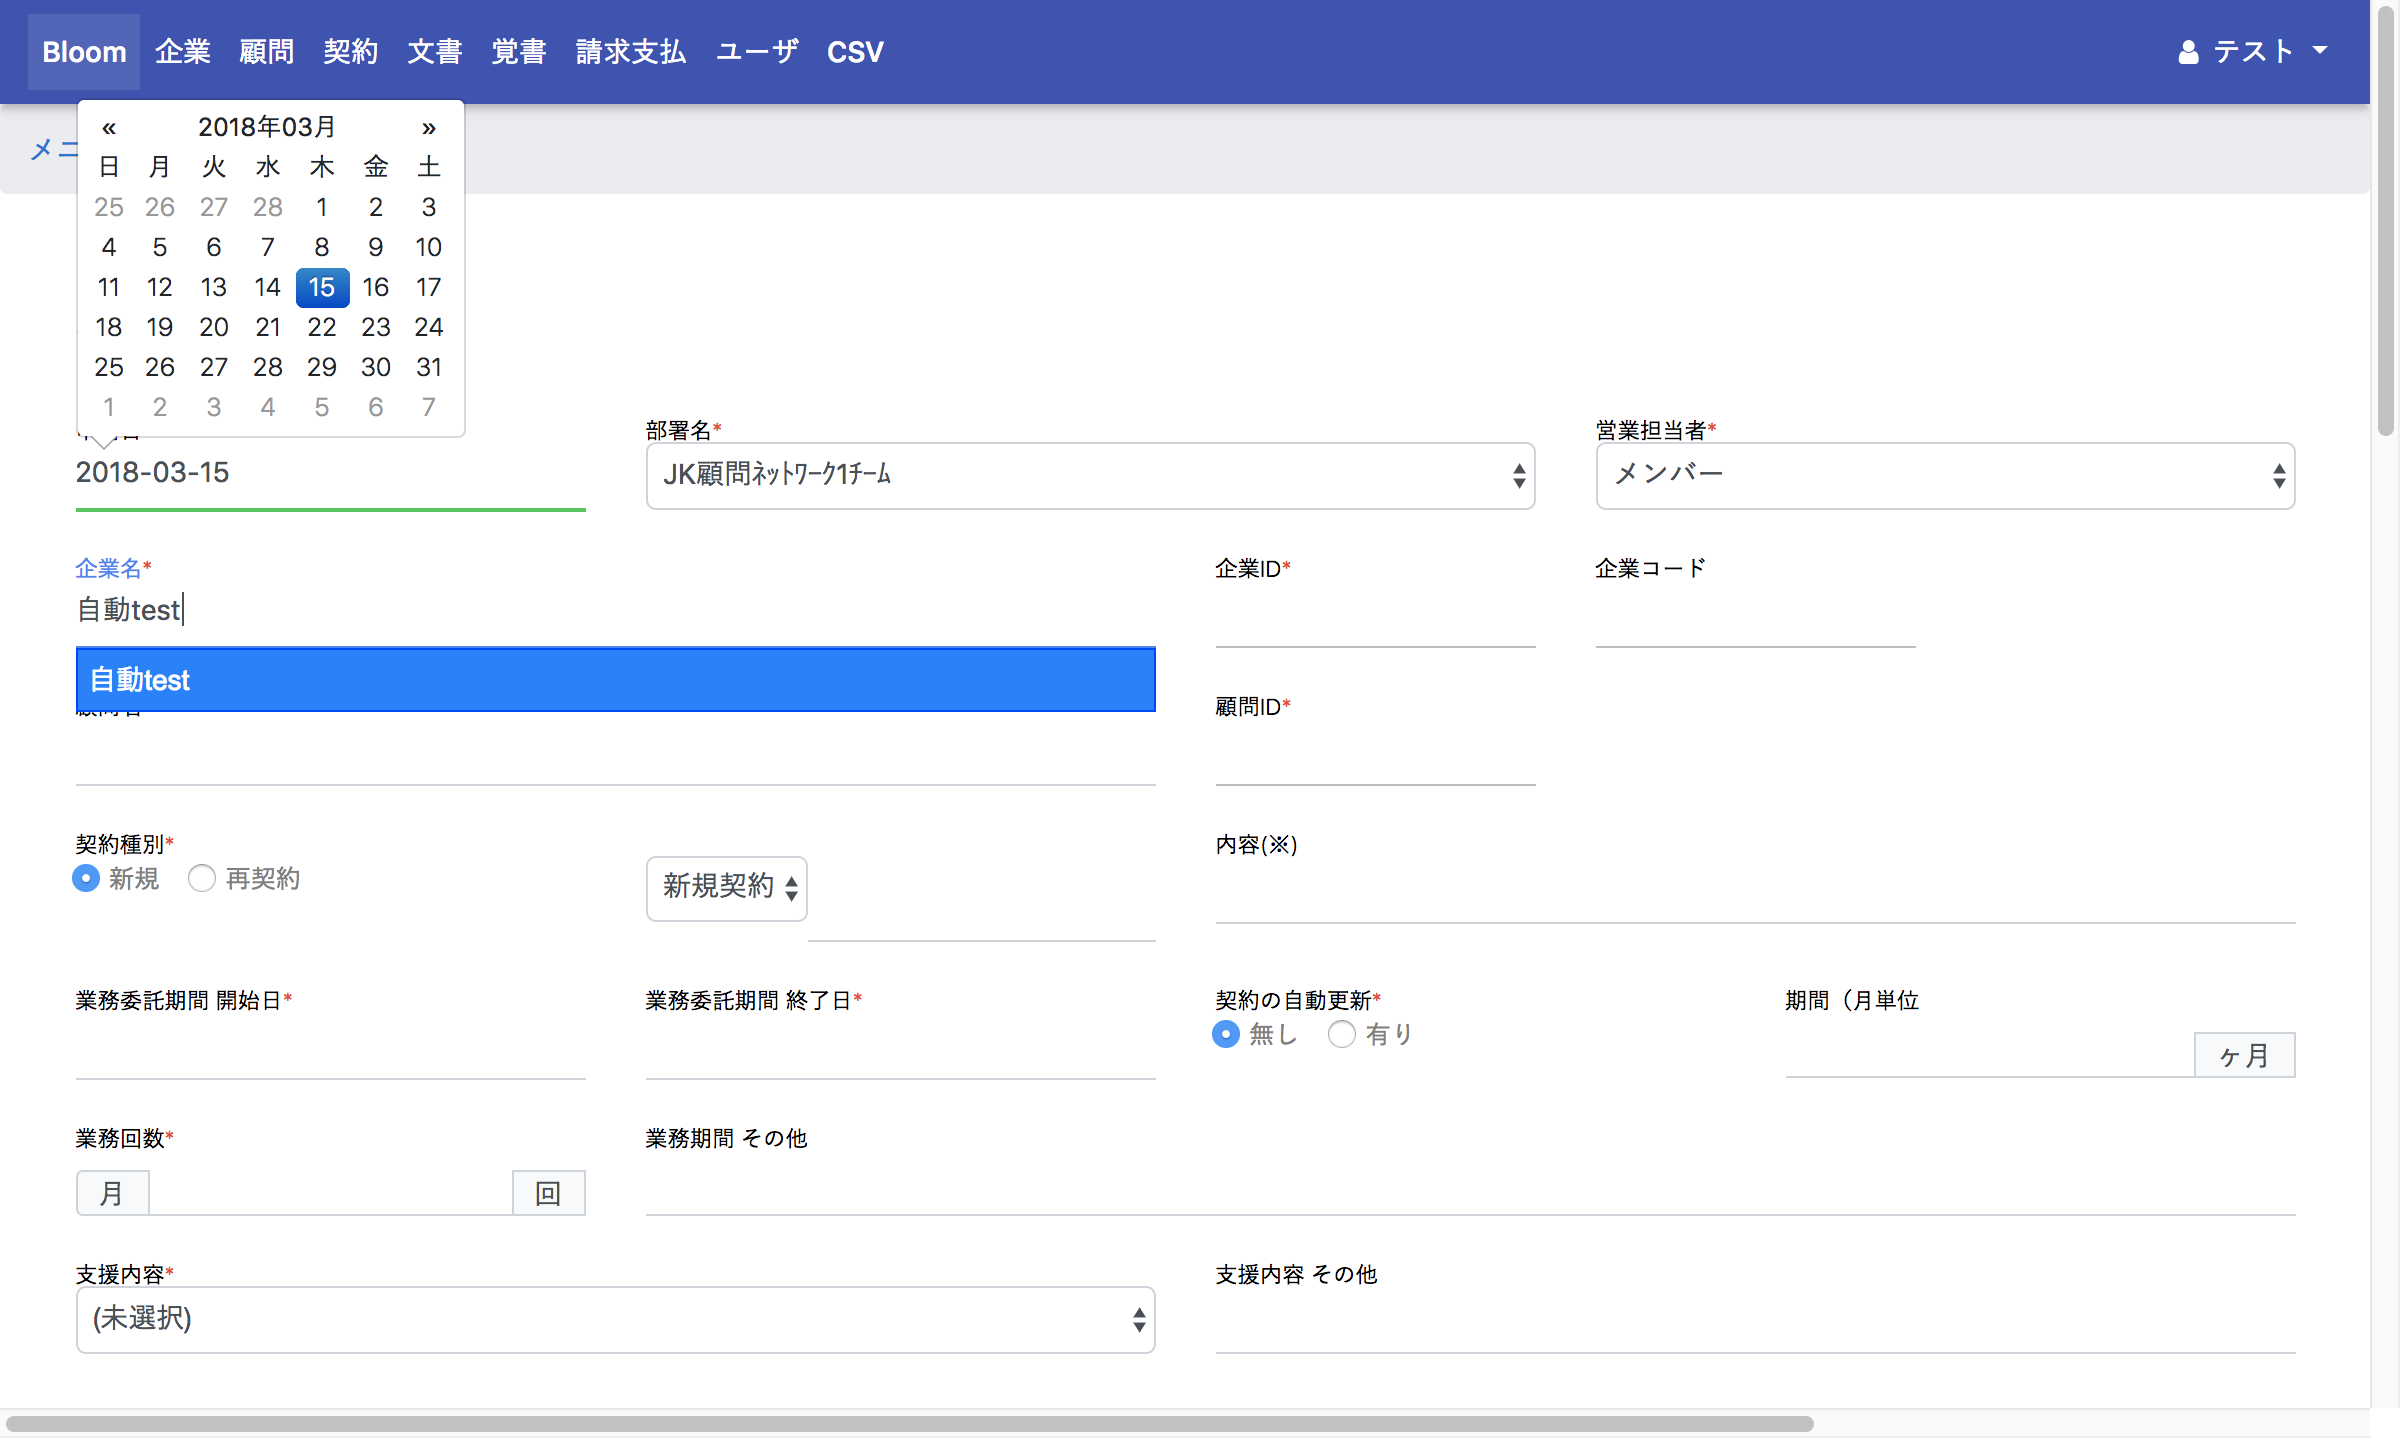 Bloom 企業 顧問 契約 文書 覚書 請求支払 ユーザ CSV テスト
メニ
« 2018年03月 »
日 月 火 水 木 金 土
25 26 27 28 1 2 3
4 5 6 7 8 9 10
11 12 13 14 15 16 17
18 19 20 21 22 23 24
25 26 27 28 29 30 31
1 2 3 4 5 6 7
部署名* 営業担当者*
2018-03-15 JK顧問ﾈｯﾄﾜｰｸ1ﾁｰﾑ メンバー
企業名* 企業ID* 企業コード
自動test
自動test
顧問ID*
契約種別* 内容(※)
新規 再契約 新規契約
業務委託期間 開始日* 業務委託期間 終了日* 契約の自動更新* 期間（月単位
無し 有り ヶ月
業務回数* 業務期間 その他
月 回
支援内容* 支援内容 その他
(未選択)